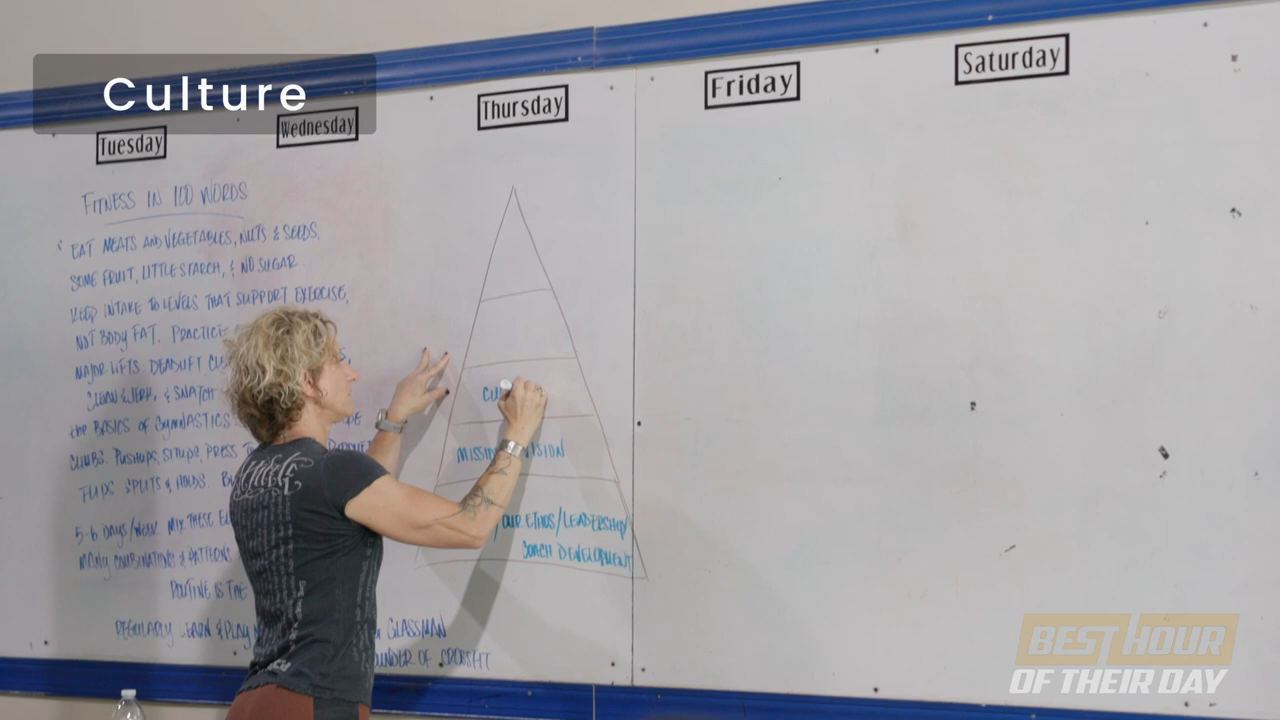 Culture
Tuesday
Wednesday
Thursday
Friday
Saturday
FITNESS IN 100 WORDS
EAT MEATS AND VEGETABLES, NUTS & SEEDS,
SOME FRUIT, LITTLE STARCH, & NO SUGAR
KEEP INTAKE TO LEVELS THAT SUPPORT EXERCISE,
NOT BODY FAT. PRACTICE
MAJOR LIFTS DEADLIFT
CLEAN & JERK, & SNATCH
the BASICS OF GYMNASTICS
CLIMBS. PUSHUPS, SITUPS, PRESS
FLIPS SPLITS & HOLDS.
5-6 DAYS/WEEK. MIX THESE
MANY COMBINATIONS & PATTERNS
ROUTINE IS THE
REGULARLY LEARN & PLAY
GLASSMAN
OUNDER OF CROSSFIT
CU
MISSION VISION
/OUR ETHOS/LEADERSHIP
COACH DEVELOPMENT
BEST HOUR
OF THEIR DAY